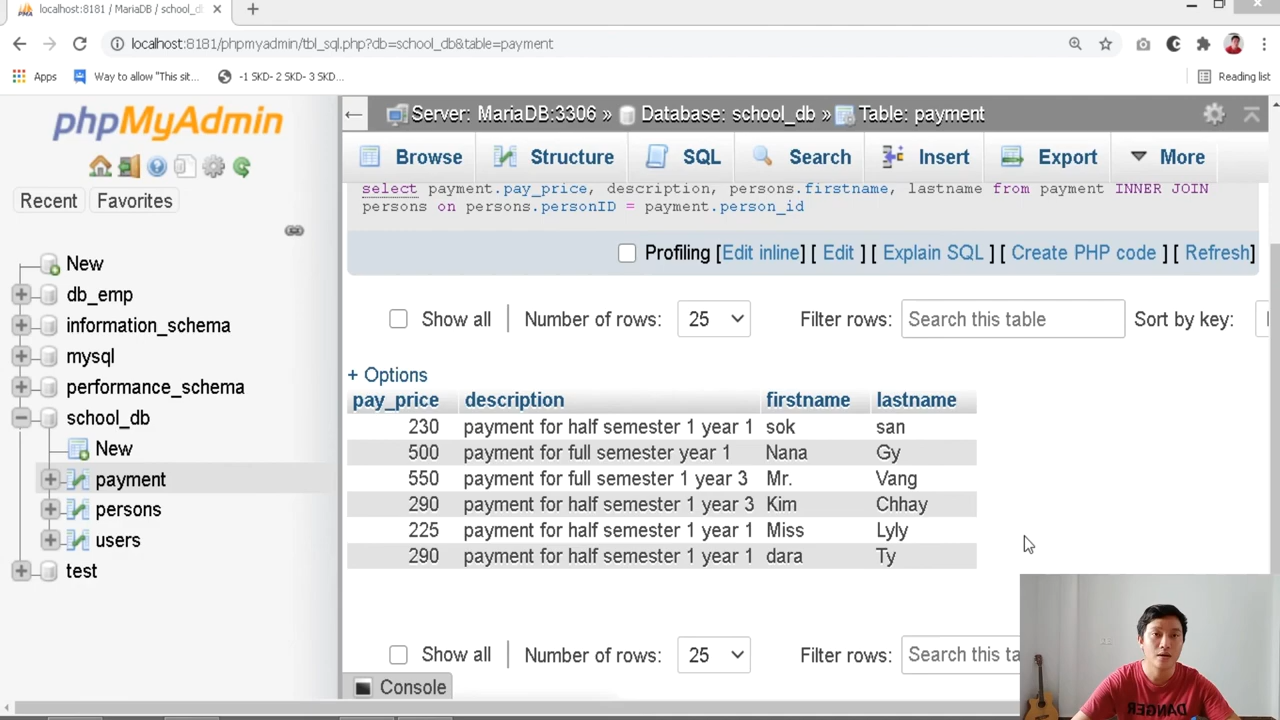 localhost:8181 / MariaDB / school_d
localhost:8181/phpmyadmin/tbl_sql.php?db=school_db&table=payment
Apps
Way to allow "This sit...
-1 SKD- 2 SKD- 3 SKD...
Reading list
phpMyAdmin
Recent
Favorites
New
db_emp
information_schema
mysql
performance_schema
school_db
New
payment
persons
users
test
Server: MariaDB:3306 » Database: school_db » Table: payment
Browse
Structure
SQL
Search
Insert
Export
More
select payment.pay_price, description, persons.firstname, lastname from payment INNER JOIN
persons on persons.personID = payment.person_id
Profiling [Edit inline] [ Edit ] [ Explain SQL ] [ Create PHP code ] [ Refresh]
Show all
Number of rows: 25
Filter rows: Search this table
Sort by key:
+ Options
pay_price description firstname lastname
230 payment for half semester 1 year 1 sok san
500 payment for full semester year 1 Nana Gy
550 payment for full semester 1 year 3 Mr. Vang
290 payment for half semester 1 year 3 Kim Chhay
225 payment for half semester 1 year 1 Miss Lyly
290 payment for half semester 1 year 1 dara Ty
Show all
Number of rows: 25
Filter rows: Search this ta
Console
DANGER